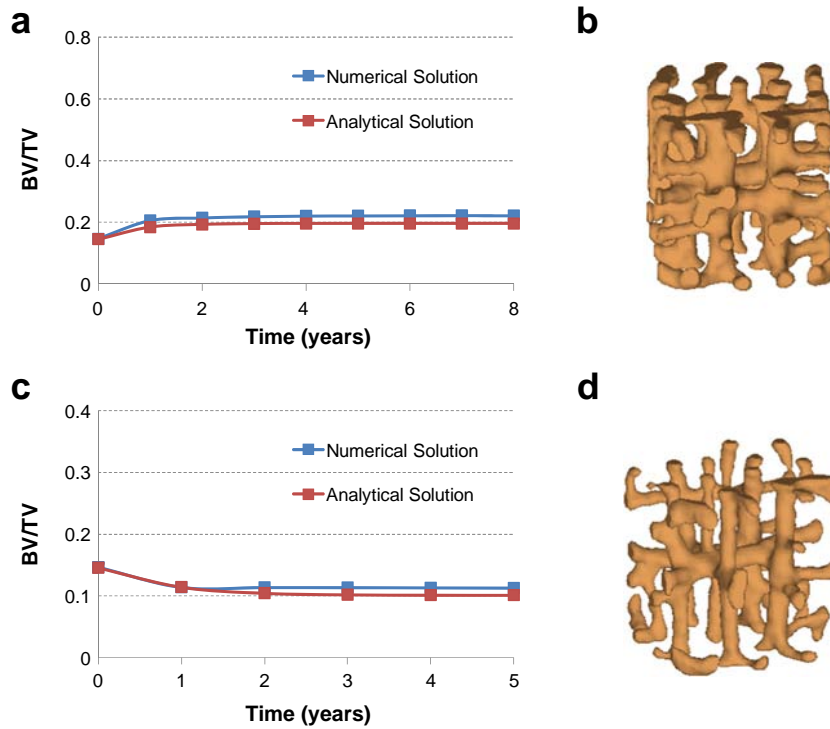 a
b
0.8
0.6
0.4
0.2
0
BV/TV
Numerical Solution
Analytical Solution
0
2
4
6
8
Time (years)
c
d
0.4
0.3
0.2
0.1
0
BV/TV
Numerical Solution
Analytical Solution
0
1
2
3
4
5
Time (years)